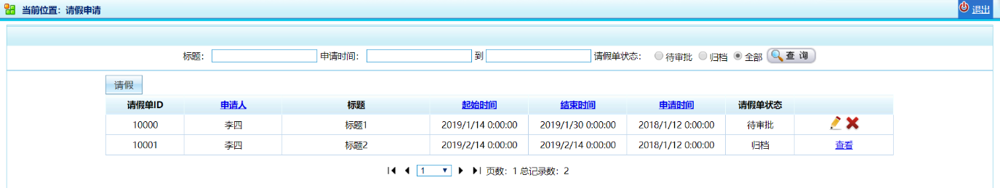 当前位置：请假申请 退出
标题： 申请时间： 到 请假单状态： 待审批 归档 全部 查 询
请假
请假单ID 申请人 标题 起始时间 结束时间 申请时间 请假单状态
10000 李四 标题1 2019/1/14 0:00:00 2019/1/30 0:00:00 2018/1/12 0:00:00 待审批
10001 李四 标题2 2019/2/14 0:00:00 2019/2/14 0:00:00 2018/1/12 0:00:00 归档 查看
1 页数：1 总记录数：2